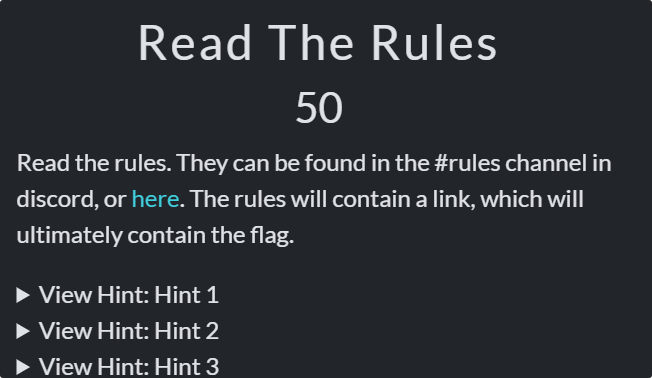 Read The Rules
50
Read the rules. They can be found in the #rules channel in
discord, or here. The rules will contain a link, which will
ultimately contain the flag.
View Hint: Hint 1
View Hint: Hint 2
View Hint: Hint 3